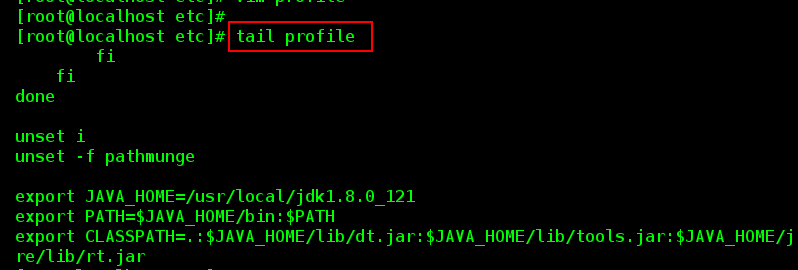 [root@localhost etc]# vim profile
[root@localhost etc]#
[root@localhost etc]# tail profile
        fi
    fi
done

unset i
unset -f pathmunge

export JAVA_HOME=/usr/local/jdk1.8.0_121
export PATH=$JAVA_HOME/bin:$PATH
export CLASSPATH=.:$JAVA_HOME/lib/dt.jar:$JAVA_HOME/lib/tools.jar:$JAVA_HOME/j
re/lib/rt.jar